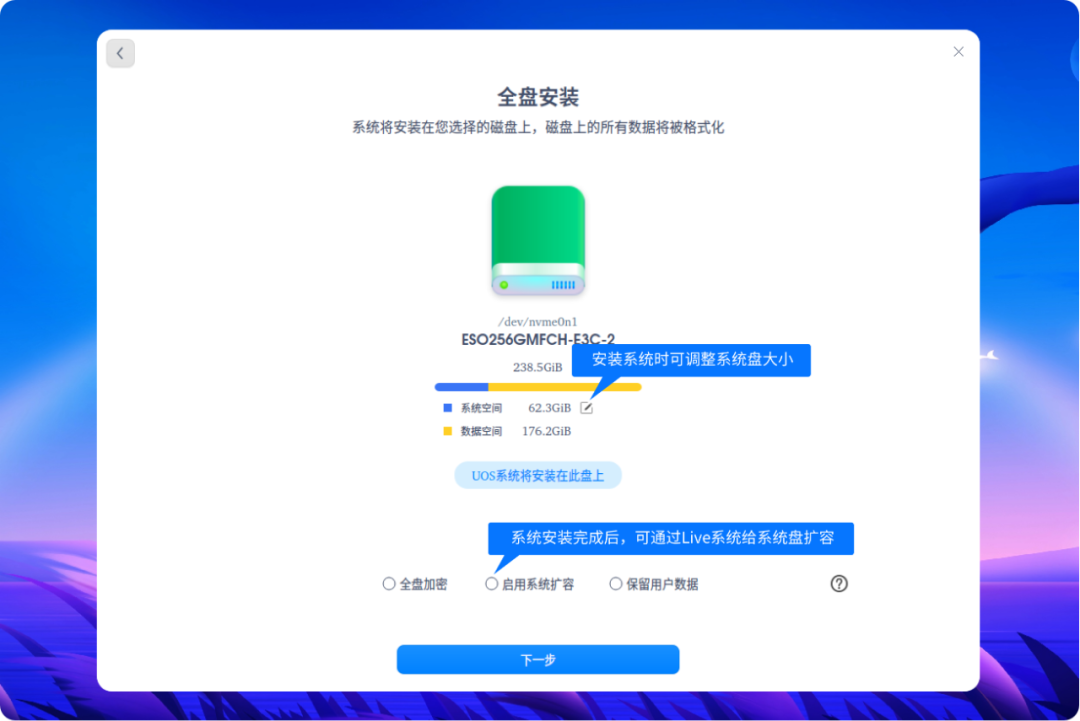 全盘安装
系统将安装在您选择的磁盘上，磁盘上的所有数据将被格式化
/dev/nvme0n1
ESO256GMFCH-E3C-2
安装系统时可调整系统盘大小
238.5GiB
系统空间 62.3GiB
数据空间 176.2GiB
UOS系统将安装在此盘上
系统安装完成后，可通过Live系统给系统盘扩容
全盘加密 启用系统扩容 保留用户数据
下一步